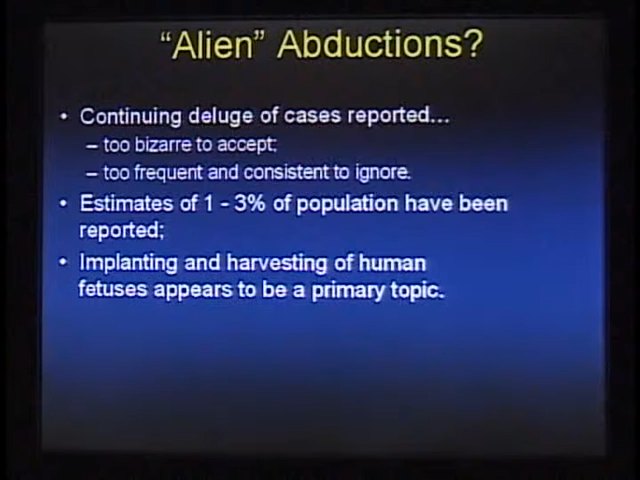 “Alien” Abductions?
• Continuing deluge of cases reported...
– too bizarre to accept;
– too frequent and consistent to ignore.
• Estimates of 1 - 3% of population have been
reported;
• Implanting and harvesting of human
fetuses appears to be a primary topic.